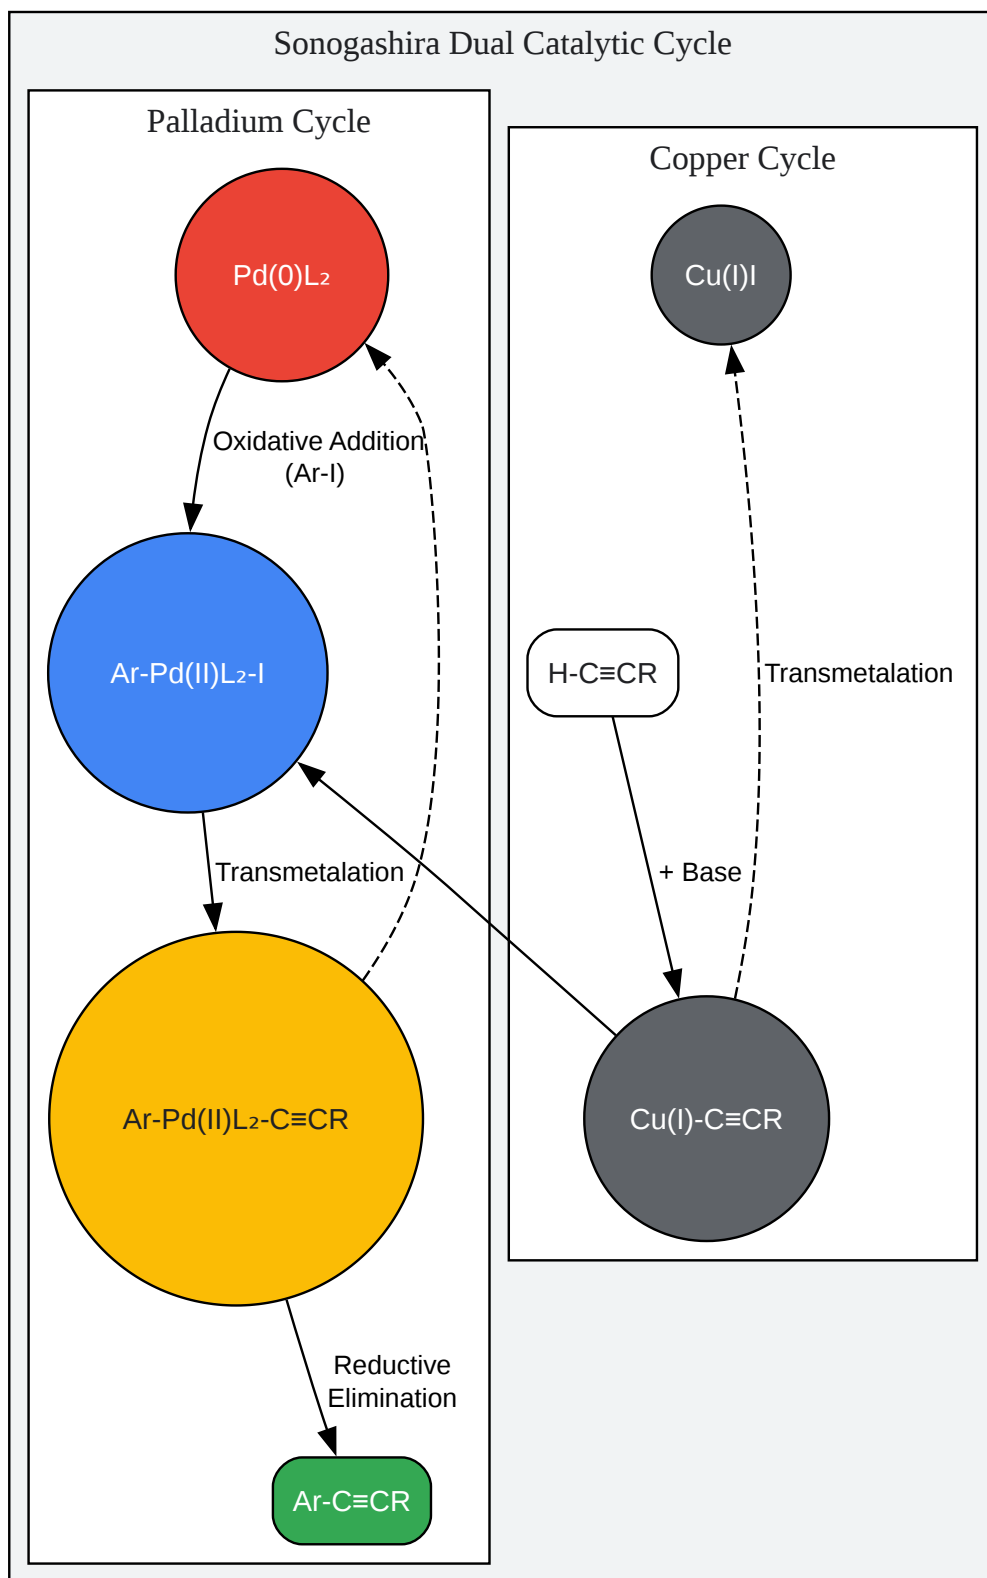 Sonogashira Dual Catalytic Cycle
Palladium Cycle
Pd(0)L₂
Oxidative Addition
(Ar-I)
Ar-Pd(II)L₂-I
Transmetalation
Ar-Pd(II)L₂-C≡CR
Reductive
Elimination
Ar-C≡CR
Copper Cycle
Cu(I)I
H-C≡CR
Transmetalation
+ Base
Cu(I)-C≡CR